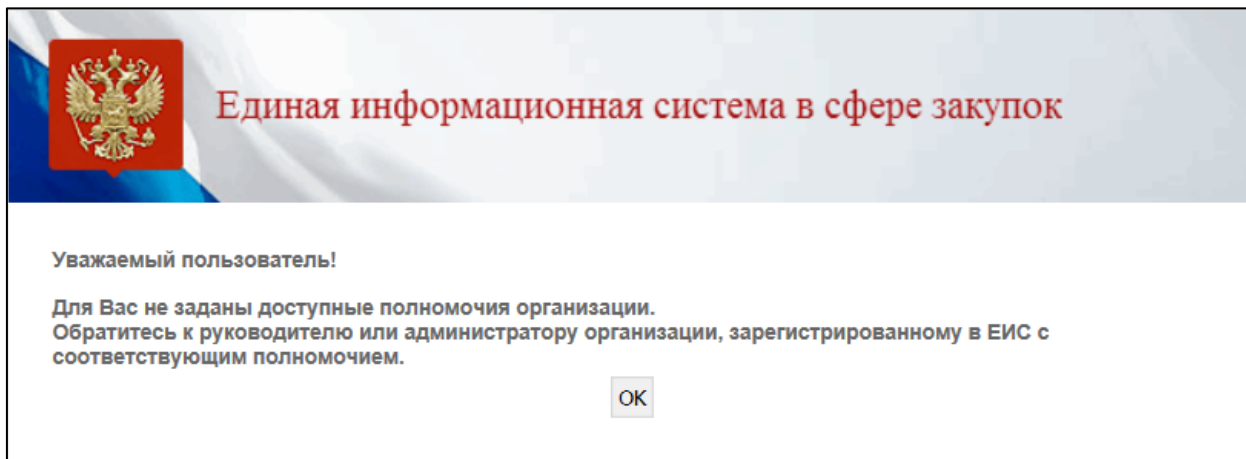 Единая информационная система в сфере закупок
Уважаемый пользователь!
Для Вас не заданы доступные полномочия организации.
Обратитесь к руководителю или администратору организации, зарегистрированному в ЕИС с
соответствующим полномочием.
OK